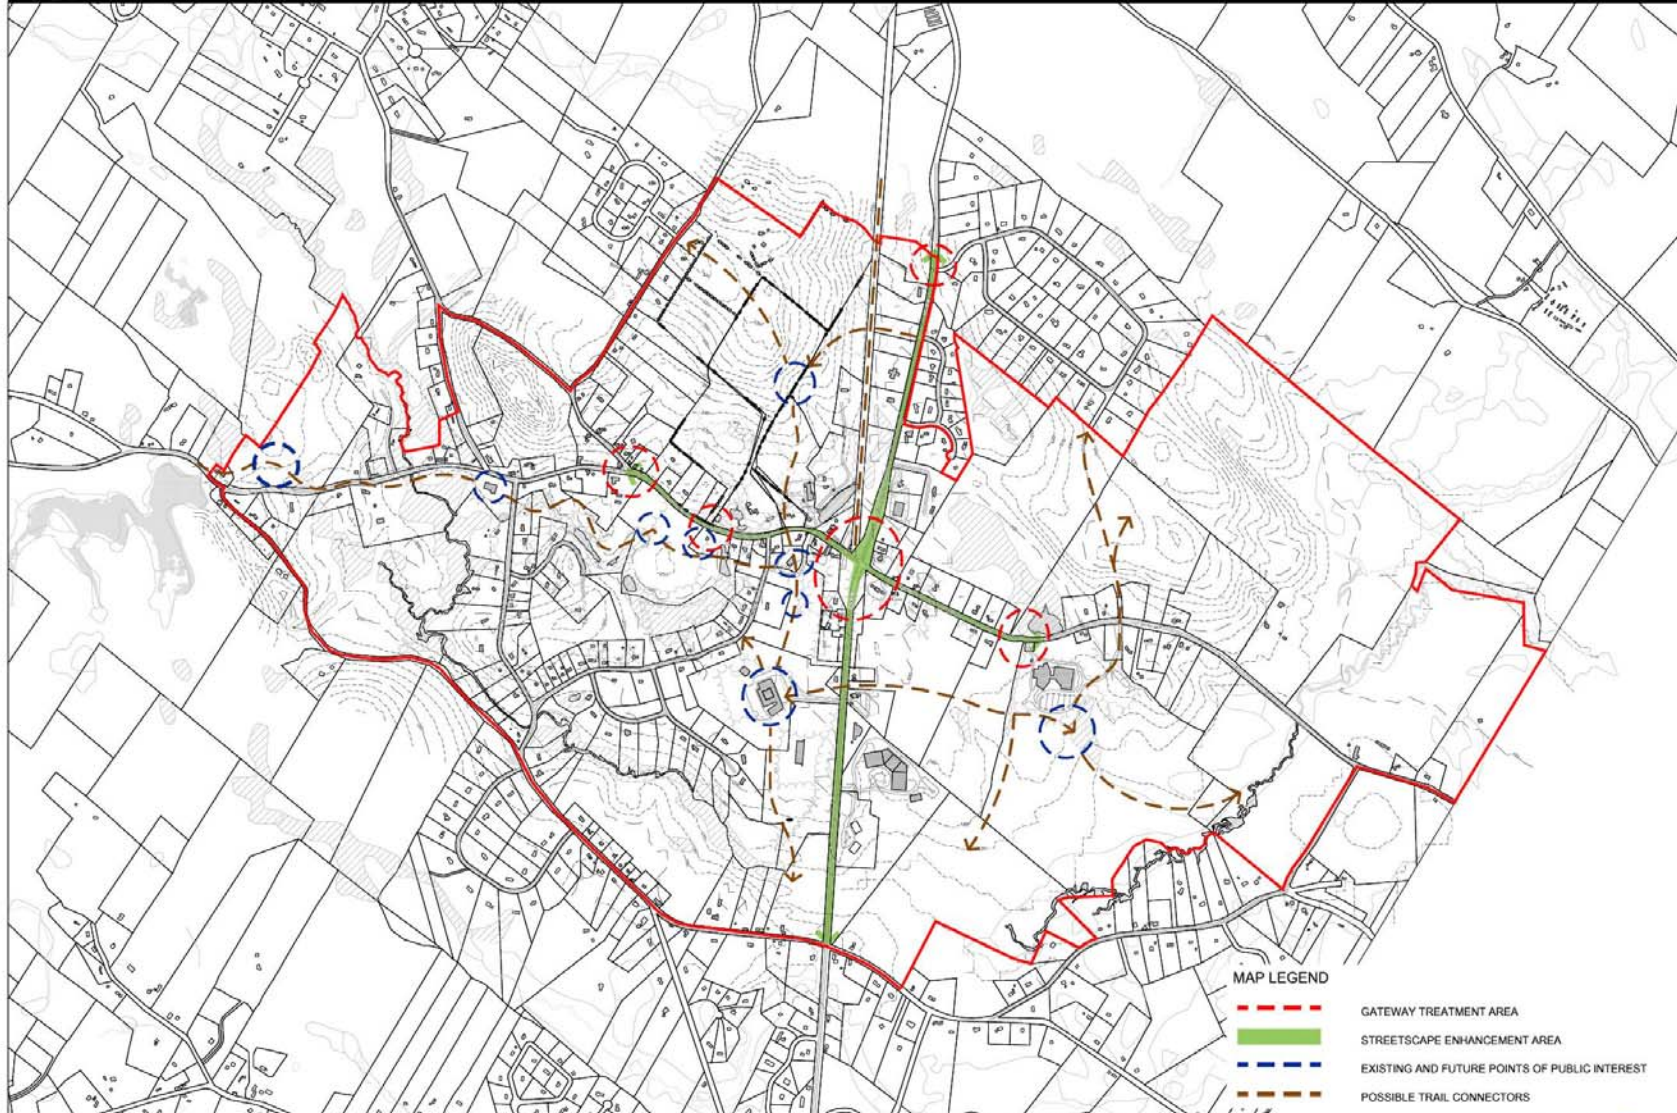 MAP LEGEND
GATEWAY TREATMENT AREA
STREETSCAPE ENHANCEMENT AREA
EXISTING AND FUTURE POINTS OF PUBLIC INTEREST
POSSIBLE TRAIL CONNECTORS